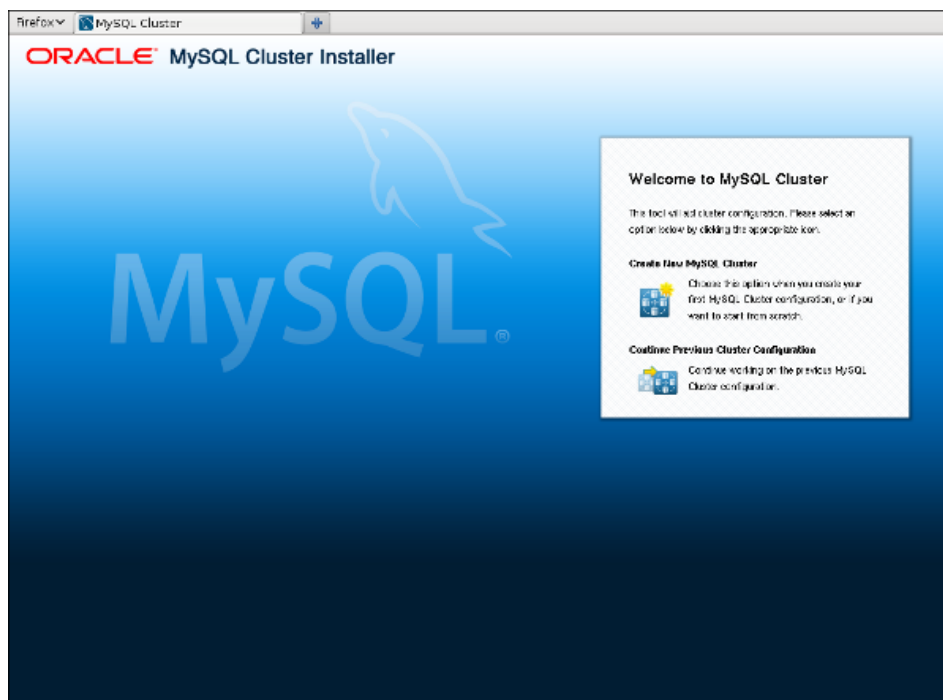 Firefox
MySQL Cluster
ORACLE MySQL Cluster Installer
MySQL®
Welcome to MySQL Cluster
This tool will aid cluster configuration. Please select an
option below by clicking the appropriate icon.
Create New MySQL Cluster
Choose this option when you create your
first MySQL Cluster configuration, or if you
want to start from scratch.
Continue Previous Cluster Configuration
Continue working on the previous MySQL
Cluster configuration.